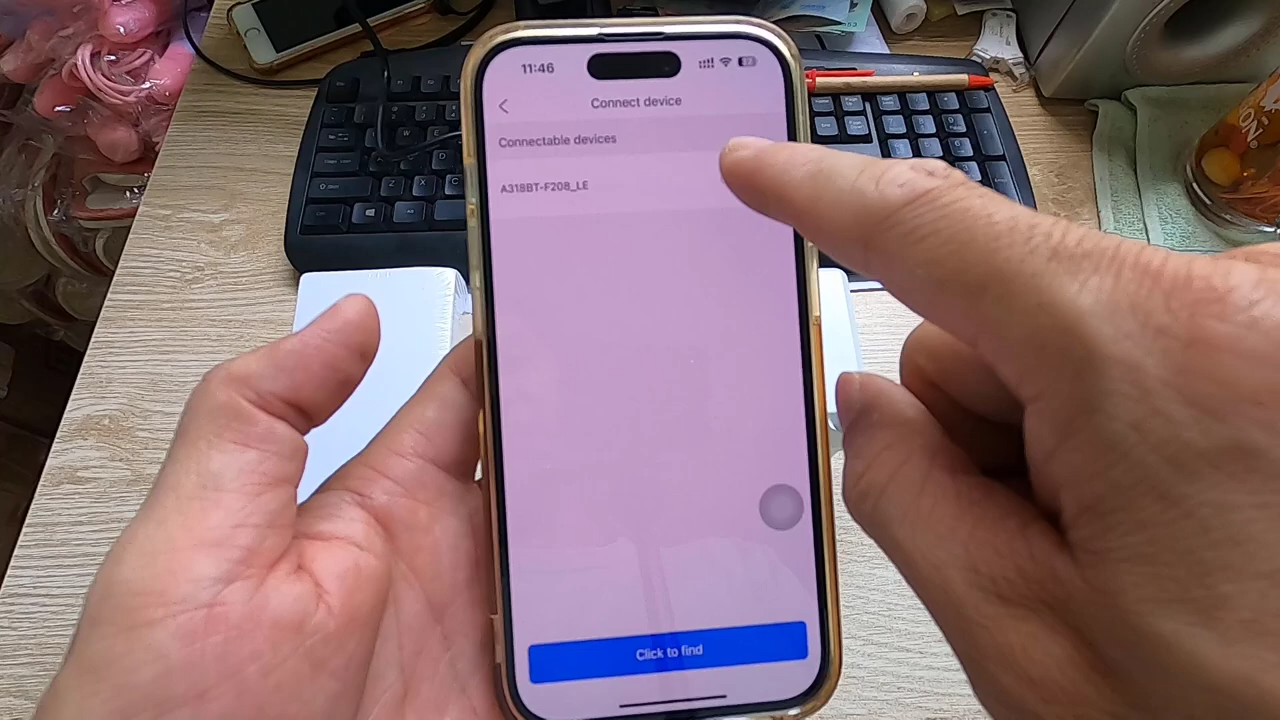 11:46
Connect device
Connectable devices
A318BT-F208_LE
Click to find